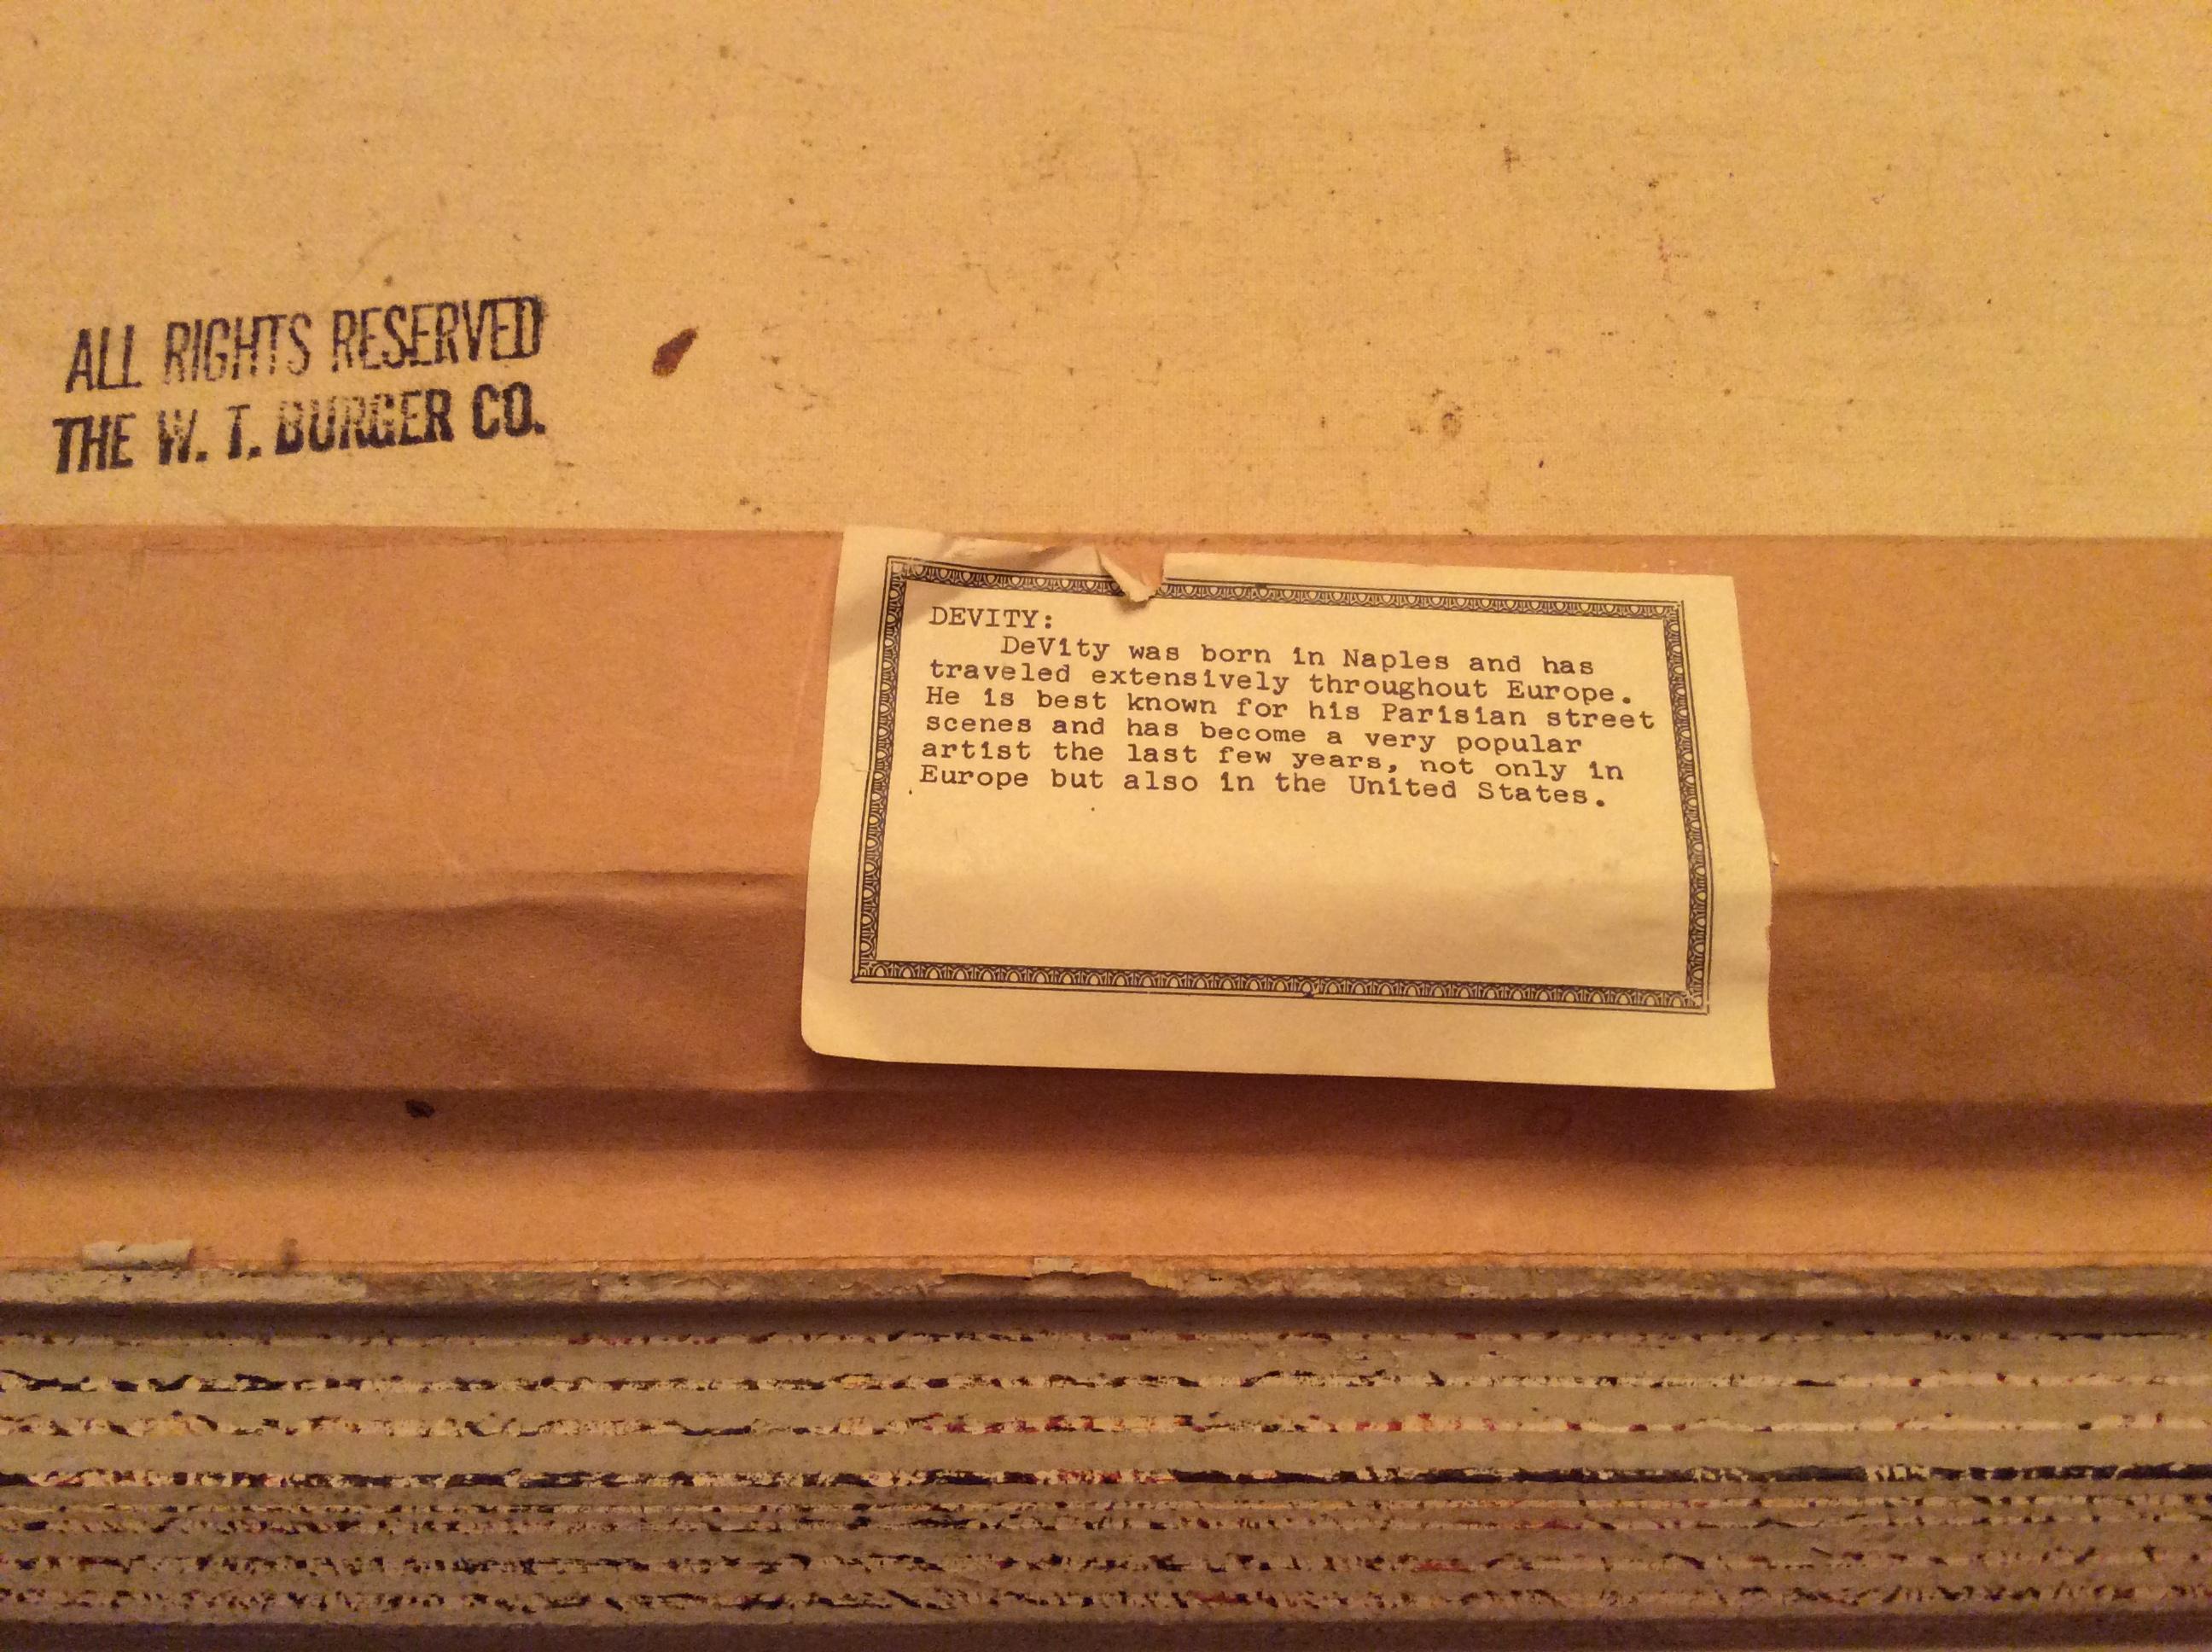 ALL RIGHTS RESERVED
THE W. T. BURGER CO.
DEVITY:
DeVity was born in Naples and has
traveled extensively throughout Europe.
He is best known for his Parisian street
scenes and has become a very popular
artist the last few years, not only in
Europe but also in the United States.